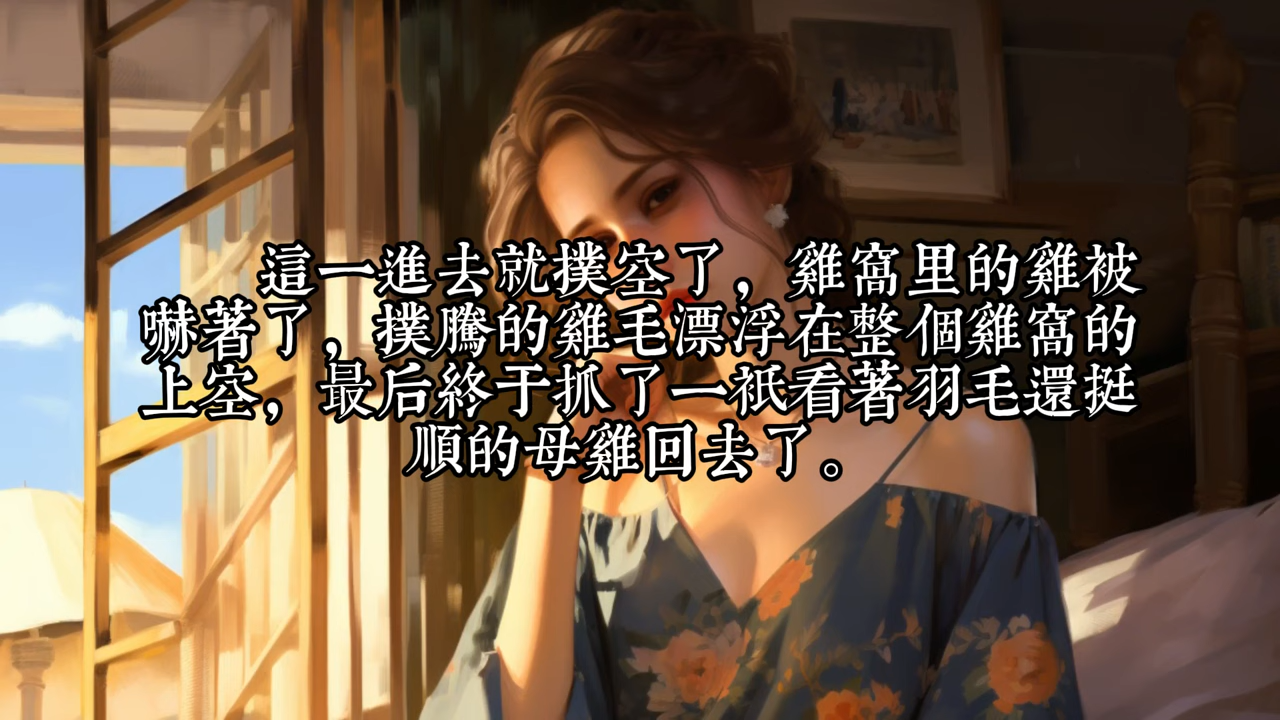 這一進去就撲空了，雞窩里的雞被
嚇著了，撲騰的雞毛漂浮在整個雞窩的
上空，最后終于抓了一衹看著羽毛還挺
順的母雞回去了。